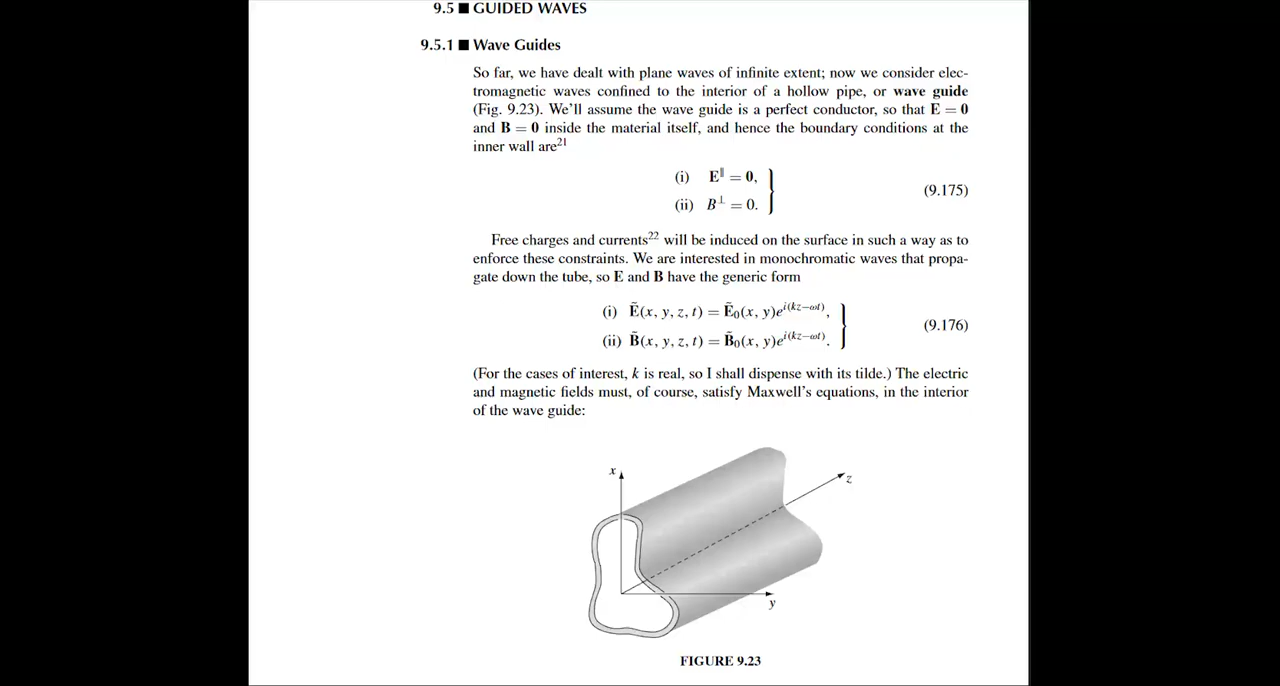 9.5 ■ GUIDED WAVES
9.5.1 ■ Wave Guides
So far, we have dealt with plane waves of infinite extent; now we consider elec-
tromagnetic waves confined to the interior of a hollow pipe, or wave guide
(Fig. 9.23). We'll assume the wave guide is a perfect conductor, so that E = 0
and B = 0 inside the material itself, and hence the boundary conditions at the
inner wall are²¹
(i) E^∥ = 0,
(ii) B^⊥ = 0. } (9.175)
Free charges and currents²² will be induced on the surface in such a way as to
enforce these constraints. We are interested in monochromatic waves that propa-
gate down the tube, so E and B have the generic form
(i) Ẽ(x, y, z, t) = Ẽ₀(x, y)e^{i(kz−ωt)},
(ii) B̃(x, y, z, t) = B̃₀(x, y)e^{i(kz−ωt)}. } (9.176)
(For the cases of interest, k is real, so I shall dispense with its tilde.) The electric
and magnetic fields must, of course, satisfy Maxwell's equations, in the interior
of the wave guide:
x
z
y
FIGURE 9.23